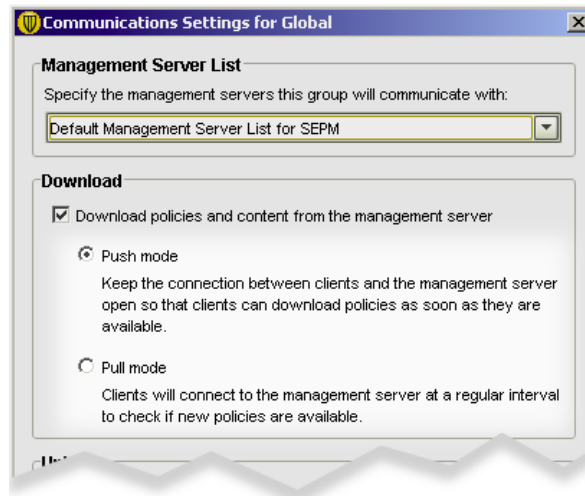 Communications Settings for Global
Management Server List
Specify the management servers this group will communicate with:
Default Management Server List for SEPM
Download
Download policies and content from the management server
Push mode
Keep the connection between clients and the management server
open so that clients can download policies as soon as they are
available.
Pull mode
Clients will connect to the management server at a regular interval
to check if new policies are available.